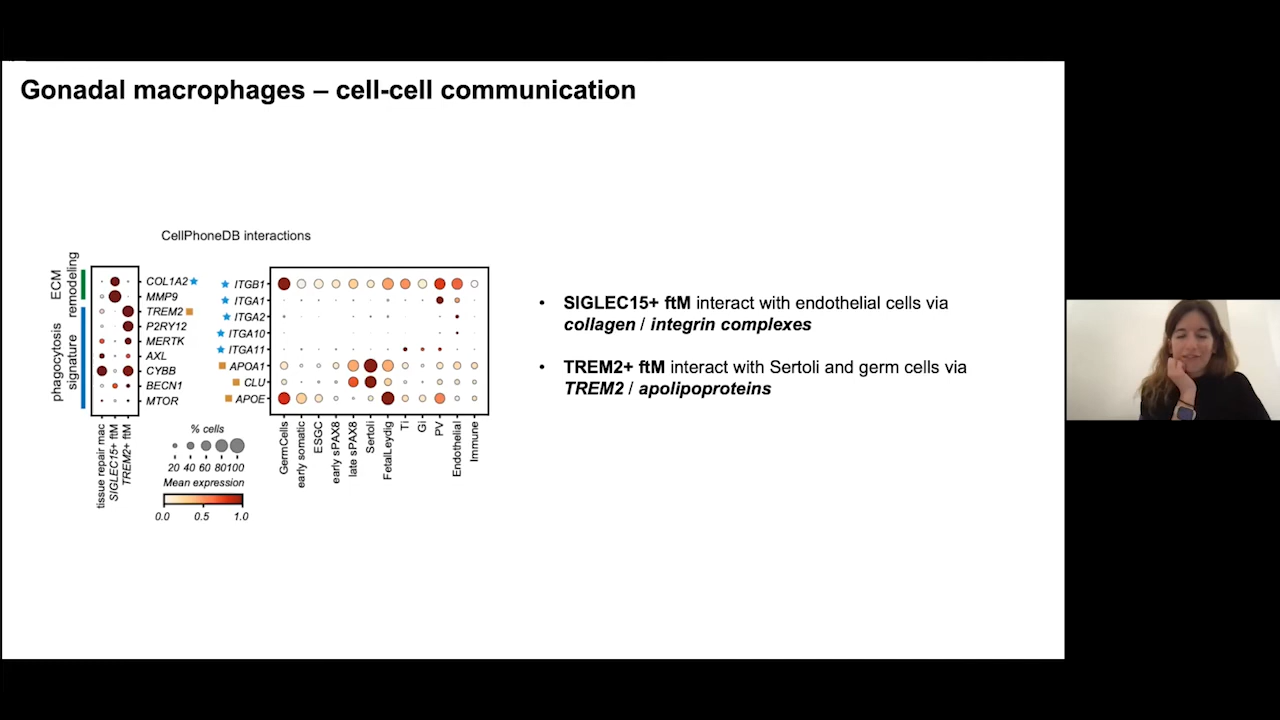 Gonadal macrophages – cell-cell communication
CellPhoneDB interactions
ECM
remodeling
phagocytosis
signature
COL1A2
MMP9
TREM2
P2RY12
MERTK
AXL
CYBB
BECN1
MTOR
tissue repair mac
SIGLEC15+ ftM
TREM2+ ftM
% cells
20 40 60 80 100
Mean expression
0.0 0.5 1.0
ITGB1
ITGA1
ITGA2
ITGA10
ITGA11
APOA1
CLU
APOE
GermCells
early somatic
ESGC
early sPAX8
late sPAX8
Sertoli
FetalLeydig
Ti
Gi
PV
Endothelial
Immune
• SIGLEC15+ ftM interact with endothelial cells via
collagen / integrin complexes
• TREM2+ ftM interact with Sertoli and germ cells via
TREM2 / apolipoproteins